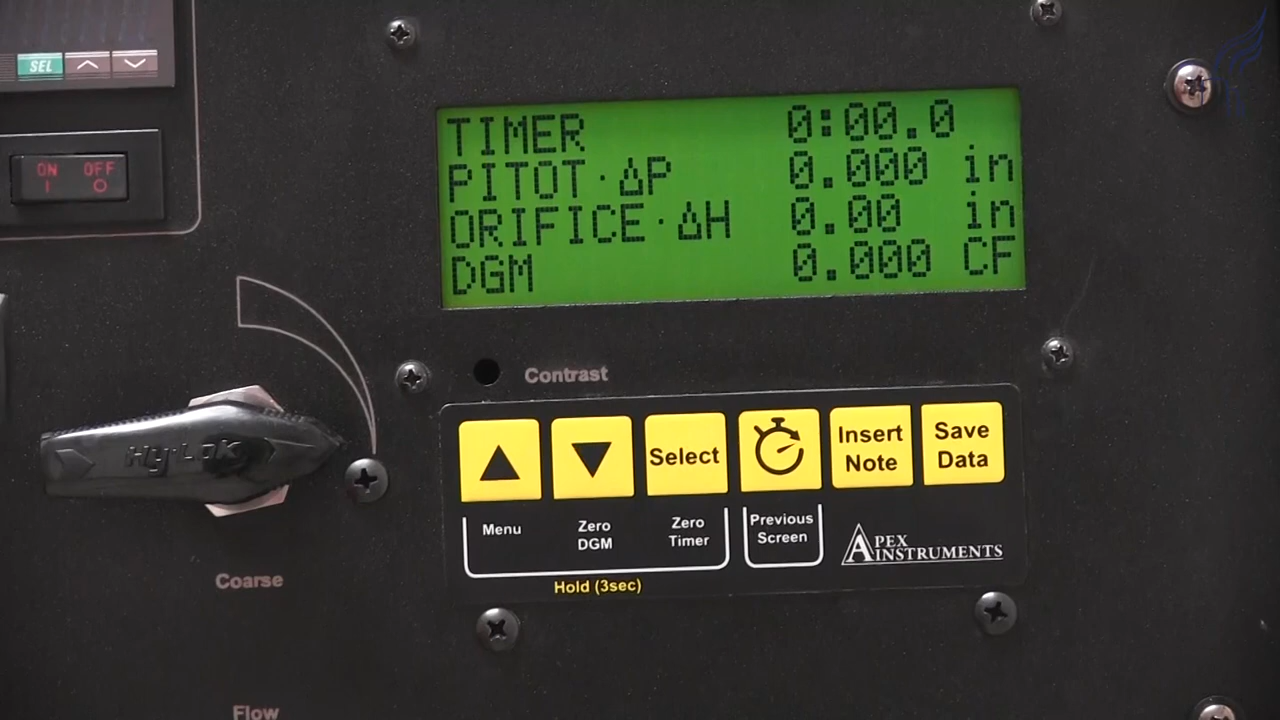 SEL
ON OFF
I O
TIMER 0:00.0
PITOT·ΔP 0.000 in
ORIFICE·ΔH 0.00 in
DGM 0.000 CF
Contrast
Hy-Lok
Select
Insert
Note
Save
Data
Menu
Zero
DGM
Zero
Timer
Previous
Screen
Hold (3sec)
APEX
INSTRUMENTS
Coarse
Flow